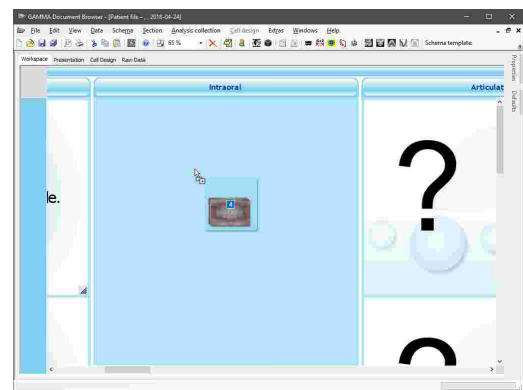 GAMMA Document Browser - [Patient file - , 2016-04-24]
File Edit View Data Schema Section Analysis collection Cell design Extras Windows Help
65 % Schema template
Workspace Presentation Cell Design Raw Data
Properties
Defaults
Intraoral
Articulat
le.
4
?